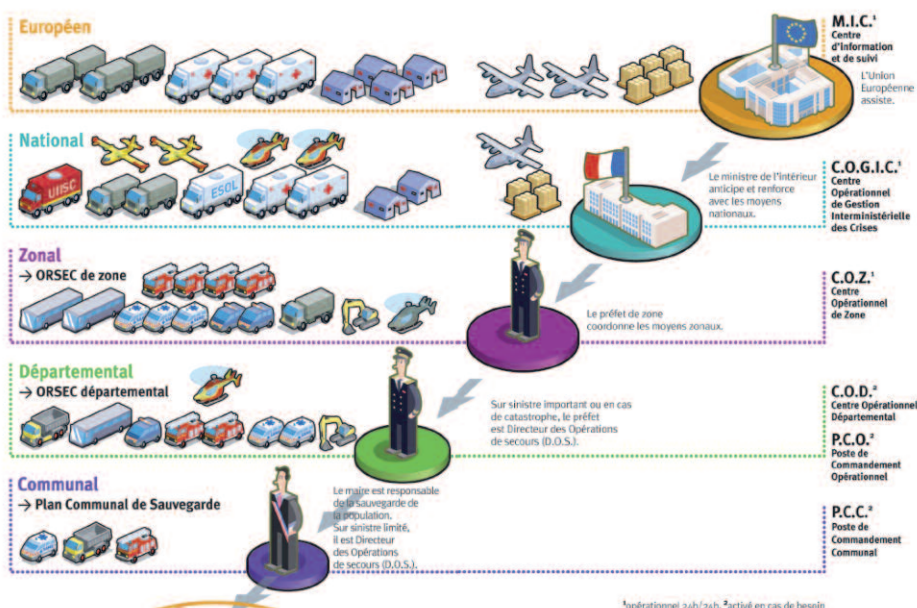 Européen
M.I.C.¹
Centre
d'Information
et de suivi
L'Union
Européenne
assiste.
National
UIISC
ESOL
Le ministre de l'intérieur
anticipe et renforce
avec les moyens
nationaux.
C.O.G.I.C.¹
Centre
Opérationnel
de Gestion
Interministérielle
des Crises
Zonal
→ ORSEC de zone
Le préfet de zone
coordonne les moyens zonaux.
C.O.Z.¹
Centre
Opérationnel
de Zone
Départemental
→ ORSEC départemental
Sur sinistre important ou en cas
de catastrophe, le préfet
est Directeur des Opérations
de secours (D.O.S.).
C.O.D.²
Centre Opérationnel
Départemental
P.C.O.²
Poste de
Commandement
Opérationnel
Communal
→ Plan Communal de Sauvegarde
Le maire est responsable
de la sauvegarde de
la population.
Sur sinistre limité,
il est Directeur
des Opérations
de secours (D.O.S.).
P.C.C.²
Poste de
Commandement
Communal
¹opérationnel 24h/24h, ²activé en cas de besoin